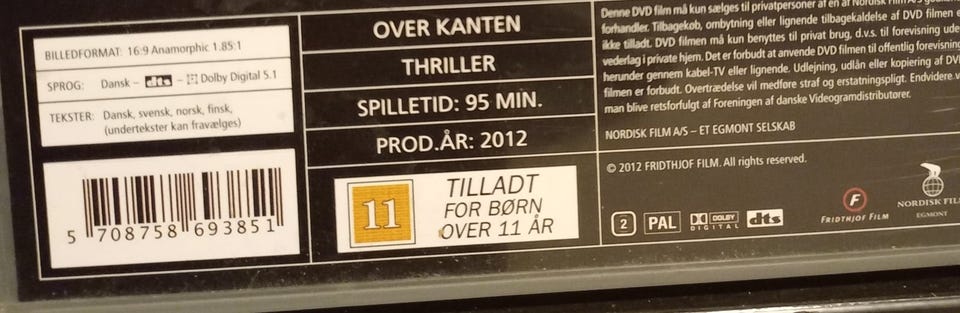 BILLEDFORMAT: 16:9 Anamorphic 1.85:1
SPROG: Dansk – dts – Dolby Digital 5.1
TEKSTER: Dansk, svensk, norsk, finsk,
(undertekster kan fravælges)
5 708758 693851
OVER KANTEN
THRILLER
SPILLETID: 95 MIN.
PROD.ÅR: 2012
11
TILLADT
FOR BØRN
OVER 11 ÅR
Denne DVD film må kun sælges til privatpersoner af en af Nordisk Film A/S
forhandler. Tilbagekøb, ombytning eller lignende tilbagekaldelse af DVD filmen e
ikke tilladt. DVD filmen må kun benyttes til privat brug, d.v.s. til forevisning ude
vederlag i private hjem. Det er forbudt at anvende DVD filmen til offentlig forevisning
herunder gennem kabel-TV eller lignende. Udlejning, udlån eller kopiering af DV
filmen er forbudt. Overtrædelse vil medføre straf og erstatningspligt. Endvidere v
man blive retsforfulgt af Foreningen af danske Videogramdistributører.
NORDISK FILM A/S – ET EGMONT SELSKAB
© 2012 FRIDTHJOF FILM. All rights reserved.
2 PAL DOLBY DIGITAL dts
F
FRIDTHJOF FILM
NORDISK FIL
EGMONT